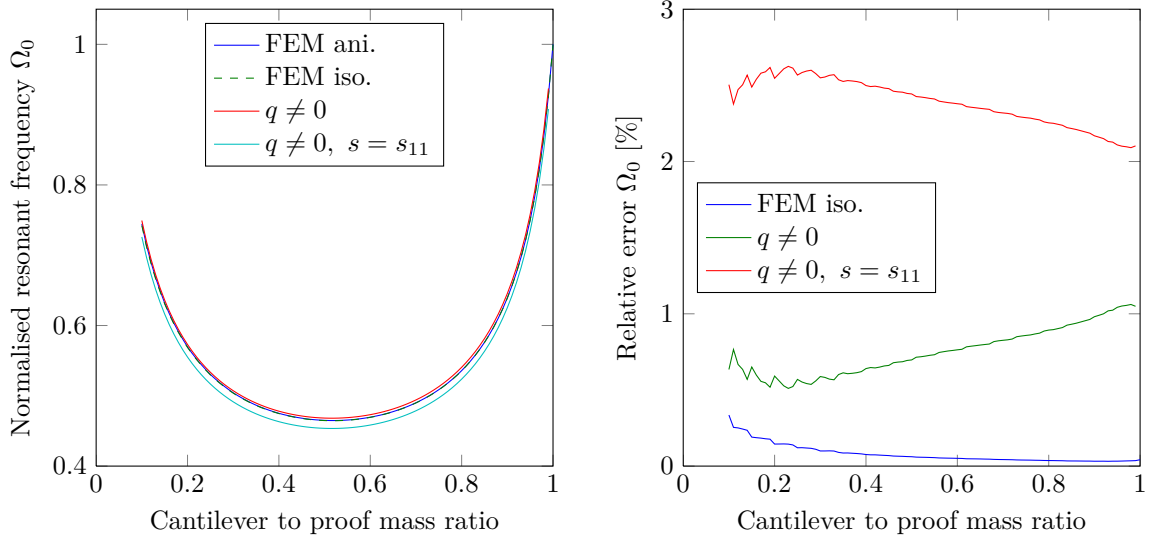 Normalised resonant frequency Ω₀
1
0.8
0.6
0.4
0
0.2
0.4
0.6
0.8
1
Cantilever to proof mass ratio
FEM ani.
FEM iso.
q ≠ 0
q ≠ 0, s = s₁₁
Relative error Ω₀ [%]
3
2
1
0
0
0.2
0.4
0.6
0.8
1
Cantilever to proof mass ratio
FEM iso.
q ≠ 0
q ≠ 0, s = s₁₁